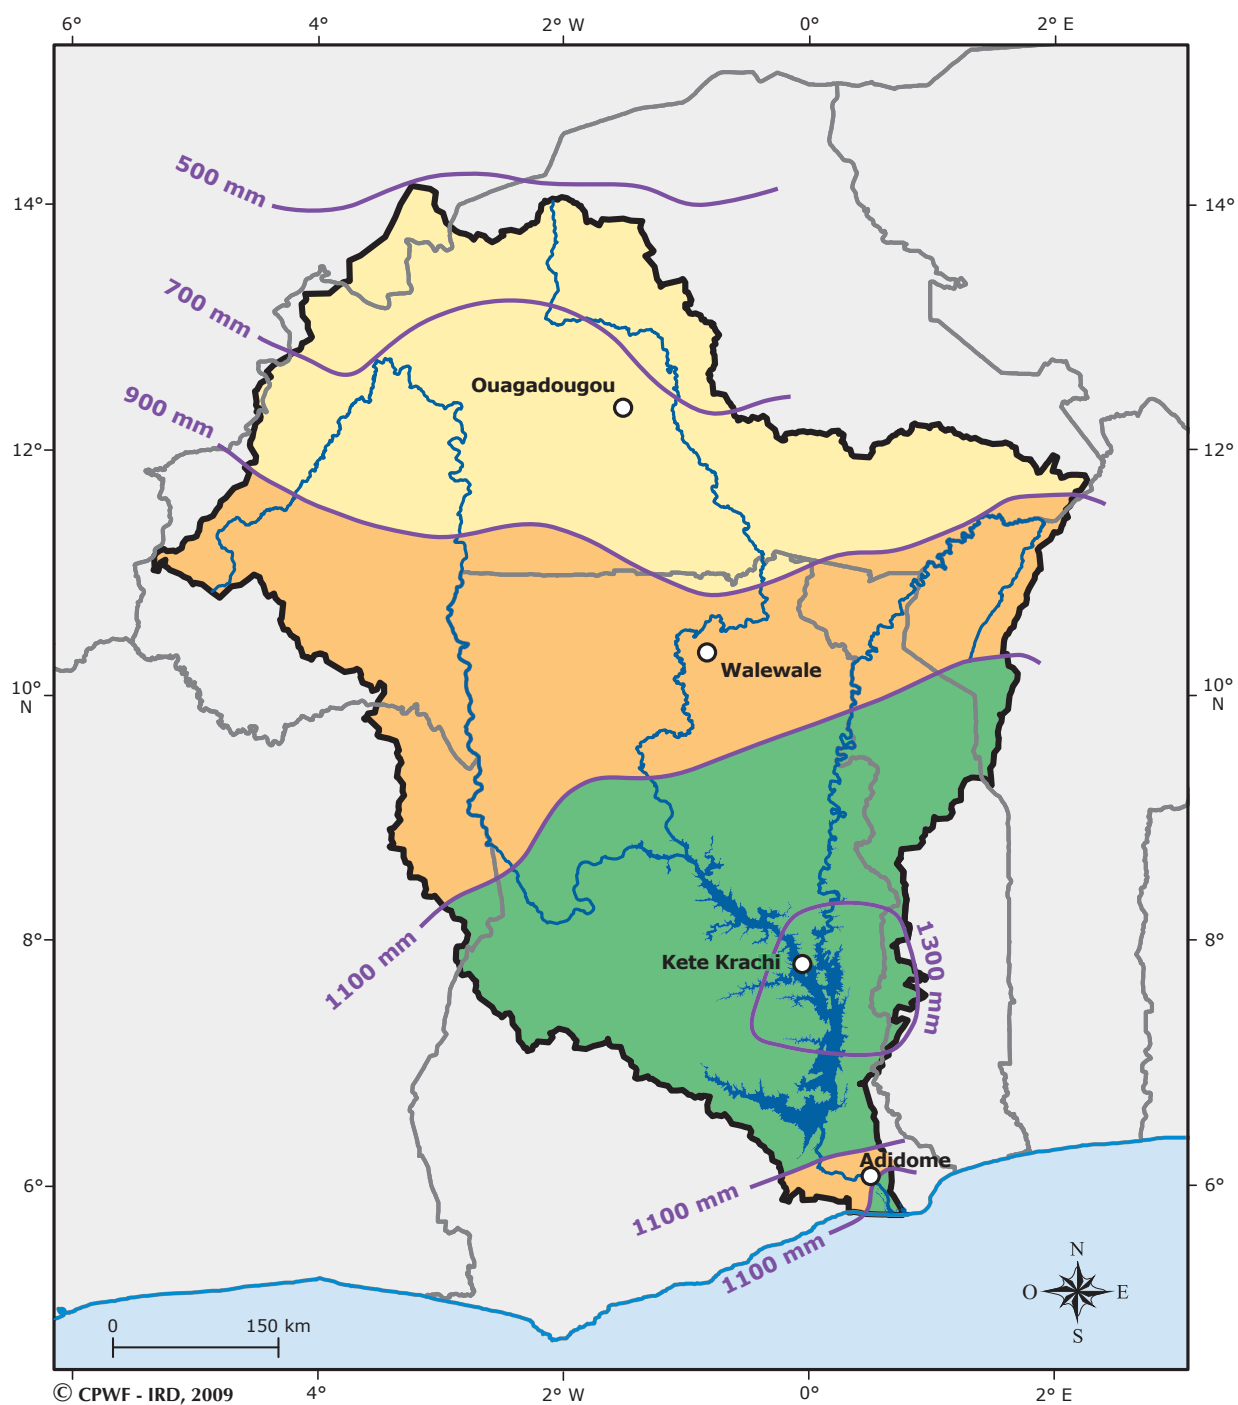 6°
4°
2° W
0°
2° E
500 mm
14°
14°
700 mm
Ouagadougou
900 mm
12°
12°
Walewale
10°
N
10°
N
1300 mm
8°
8°
1100 mm
Kete Krachi
Adidome
6°
6°
1100 mm
1100 mm
N
O
E
S
0
150 km
© CPWF - IRD, 2009
4°
2° W
0°
2° E